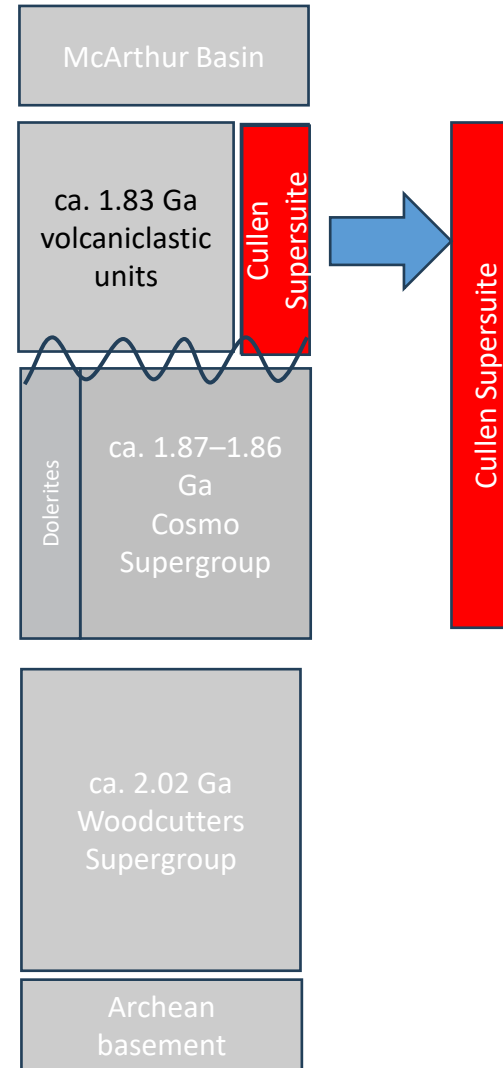 McArthur Basin
ca. 1.83 Ga
volcaniclastic
units
Cullen
Supersuite
Cullen Supersuite
Dolerites
ca. 1.87–1.86
Ga
Cosmo
Supergroup
ca. 2.02 Ga
Woodcutters
Supergroup
Archean
basement